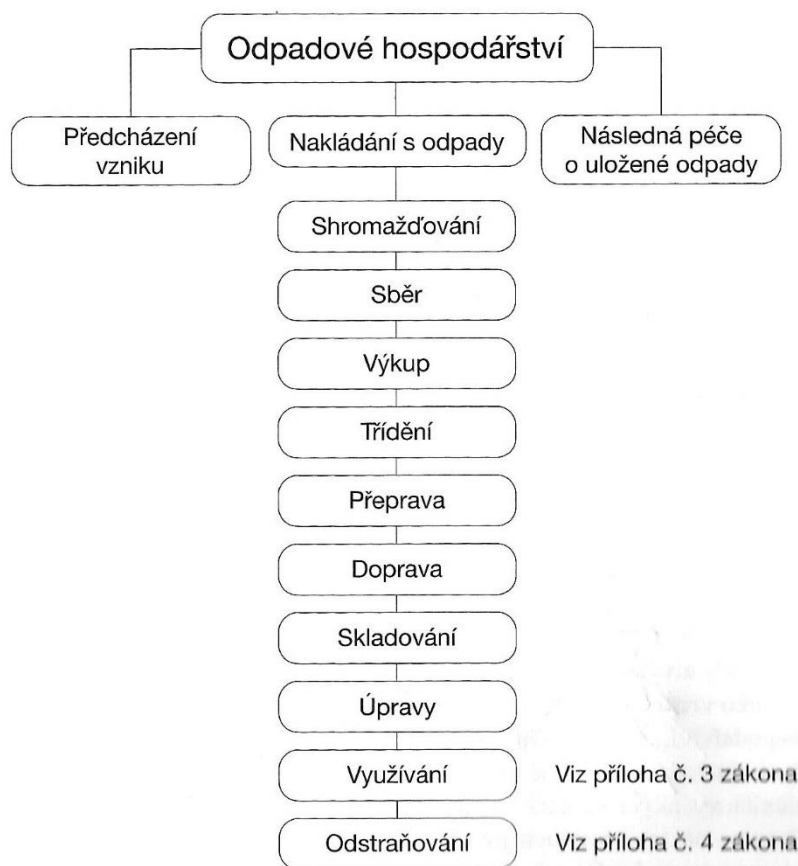 Odpadové hospodářství
Předcházení
vzniku
Nakládání s odpady
Následná péče
o uložené odpady
Shromažďování
Sběr
Výkup
Třídění
Přeprava
Doprava
Skladování
Úpravy
Využívání
Viz příloha č. 3 zákona
Odstraňování
Viz příloha č. 4 zákona